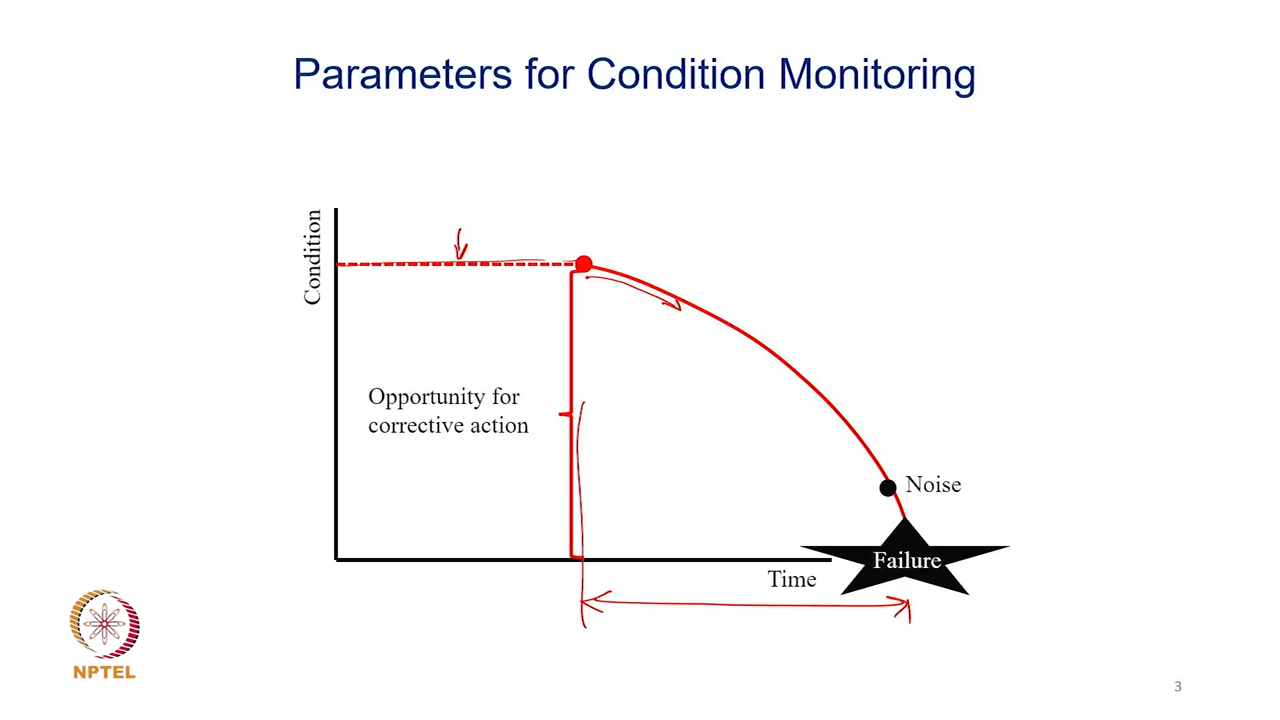 Parameters for Condition Monitoring
Condition
Opportunity for
corrective action
Noise
Failure
Time
NPTEL
3